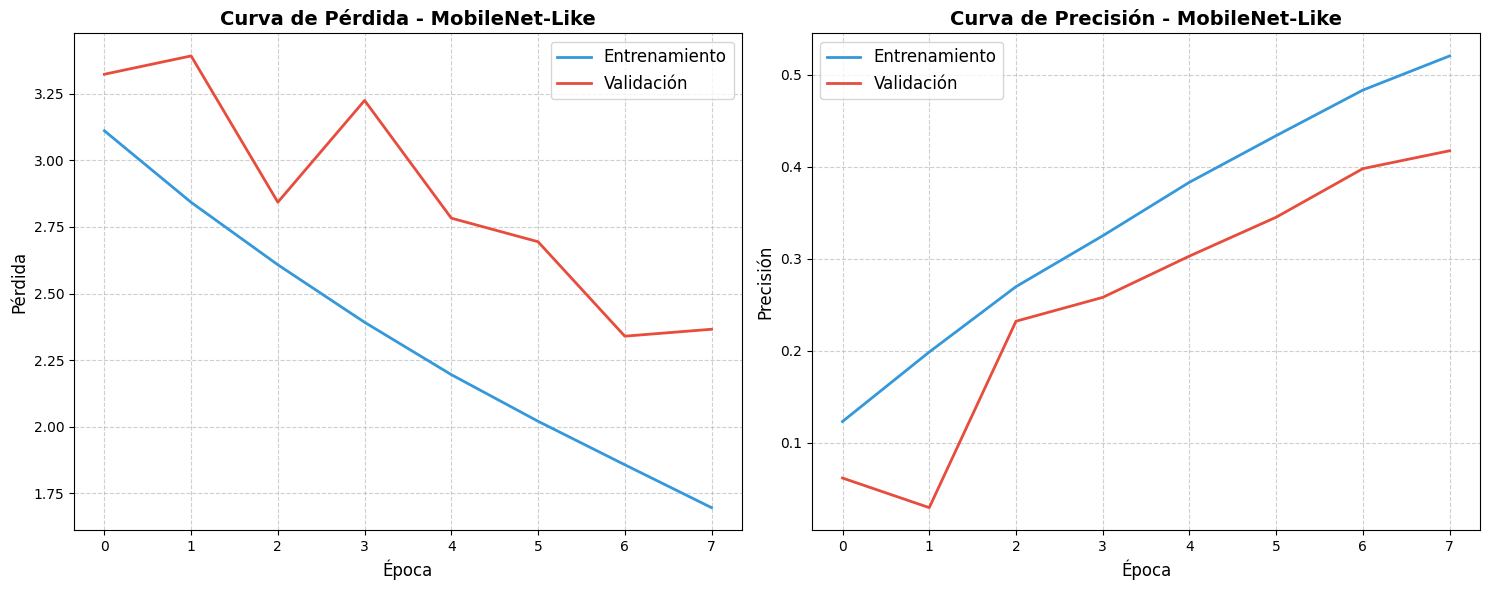 Curva de Pérdida - MobileNet-Like
Entrenamiento
Validación
3.25
3.00
2.75
2.50
2.25
2.00
1.75
Pérdida
0 1 2 3 4 5 6 7
Época
Curva de Precisión - MobileNet-Like
Entrenamiento
Validación
0.5
0.4
0.3
0.2
0.1
Precisión
0 1 2 3 4 5 6 7
Época